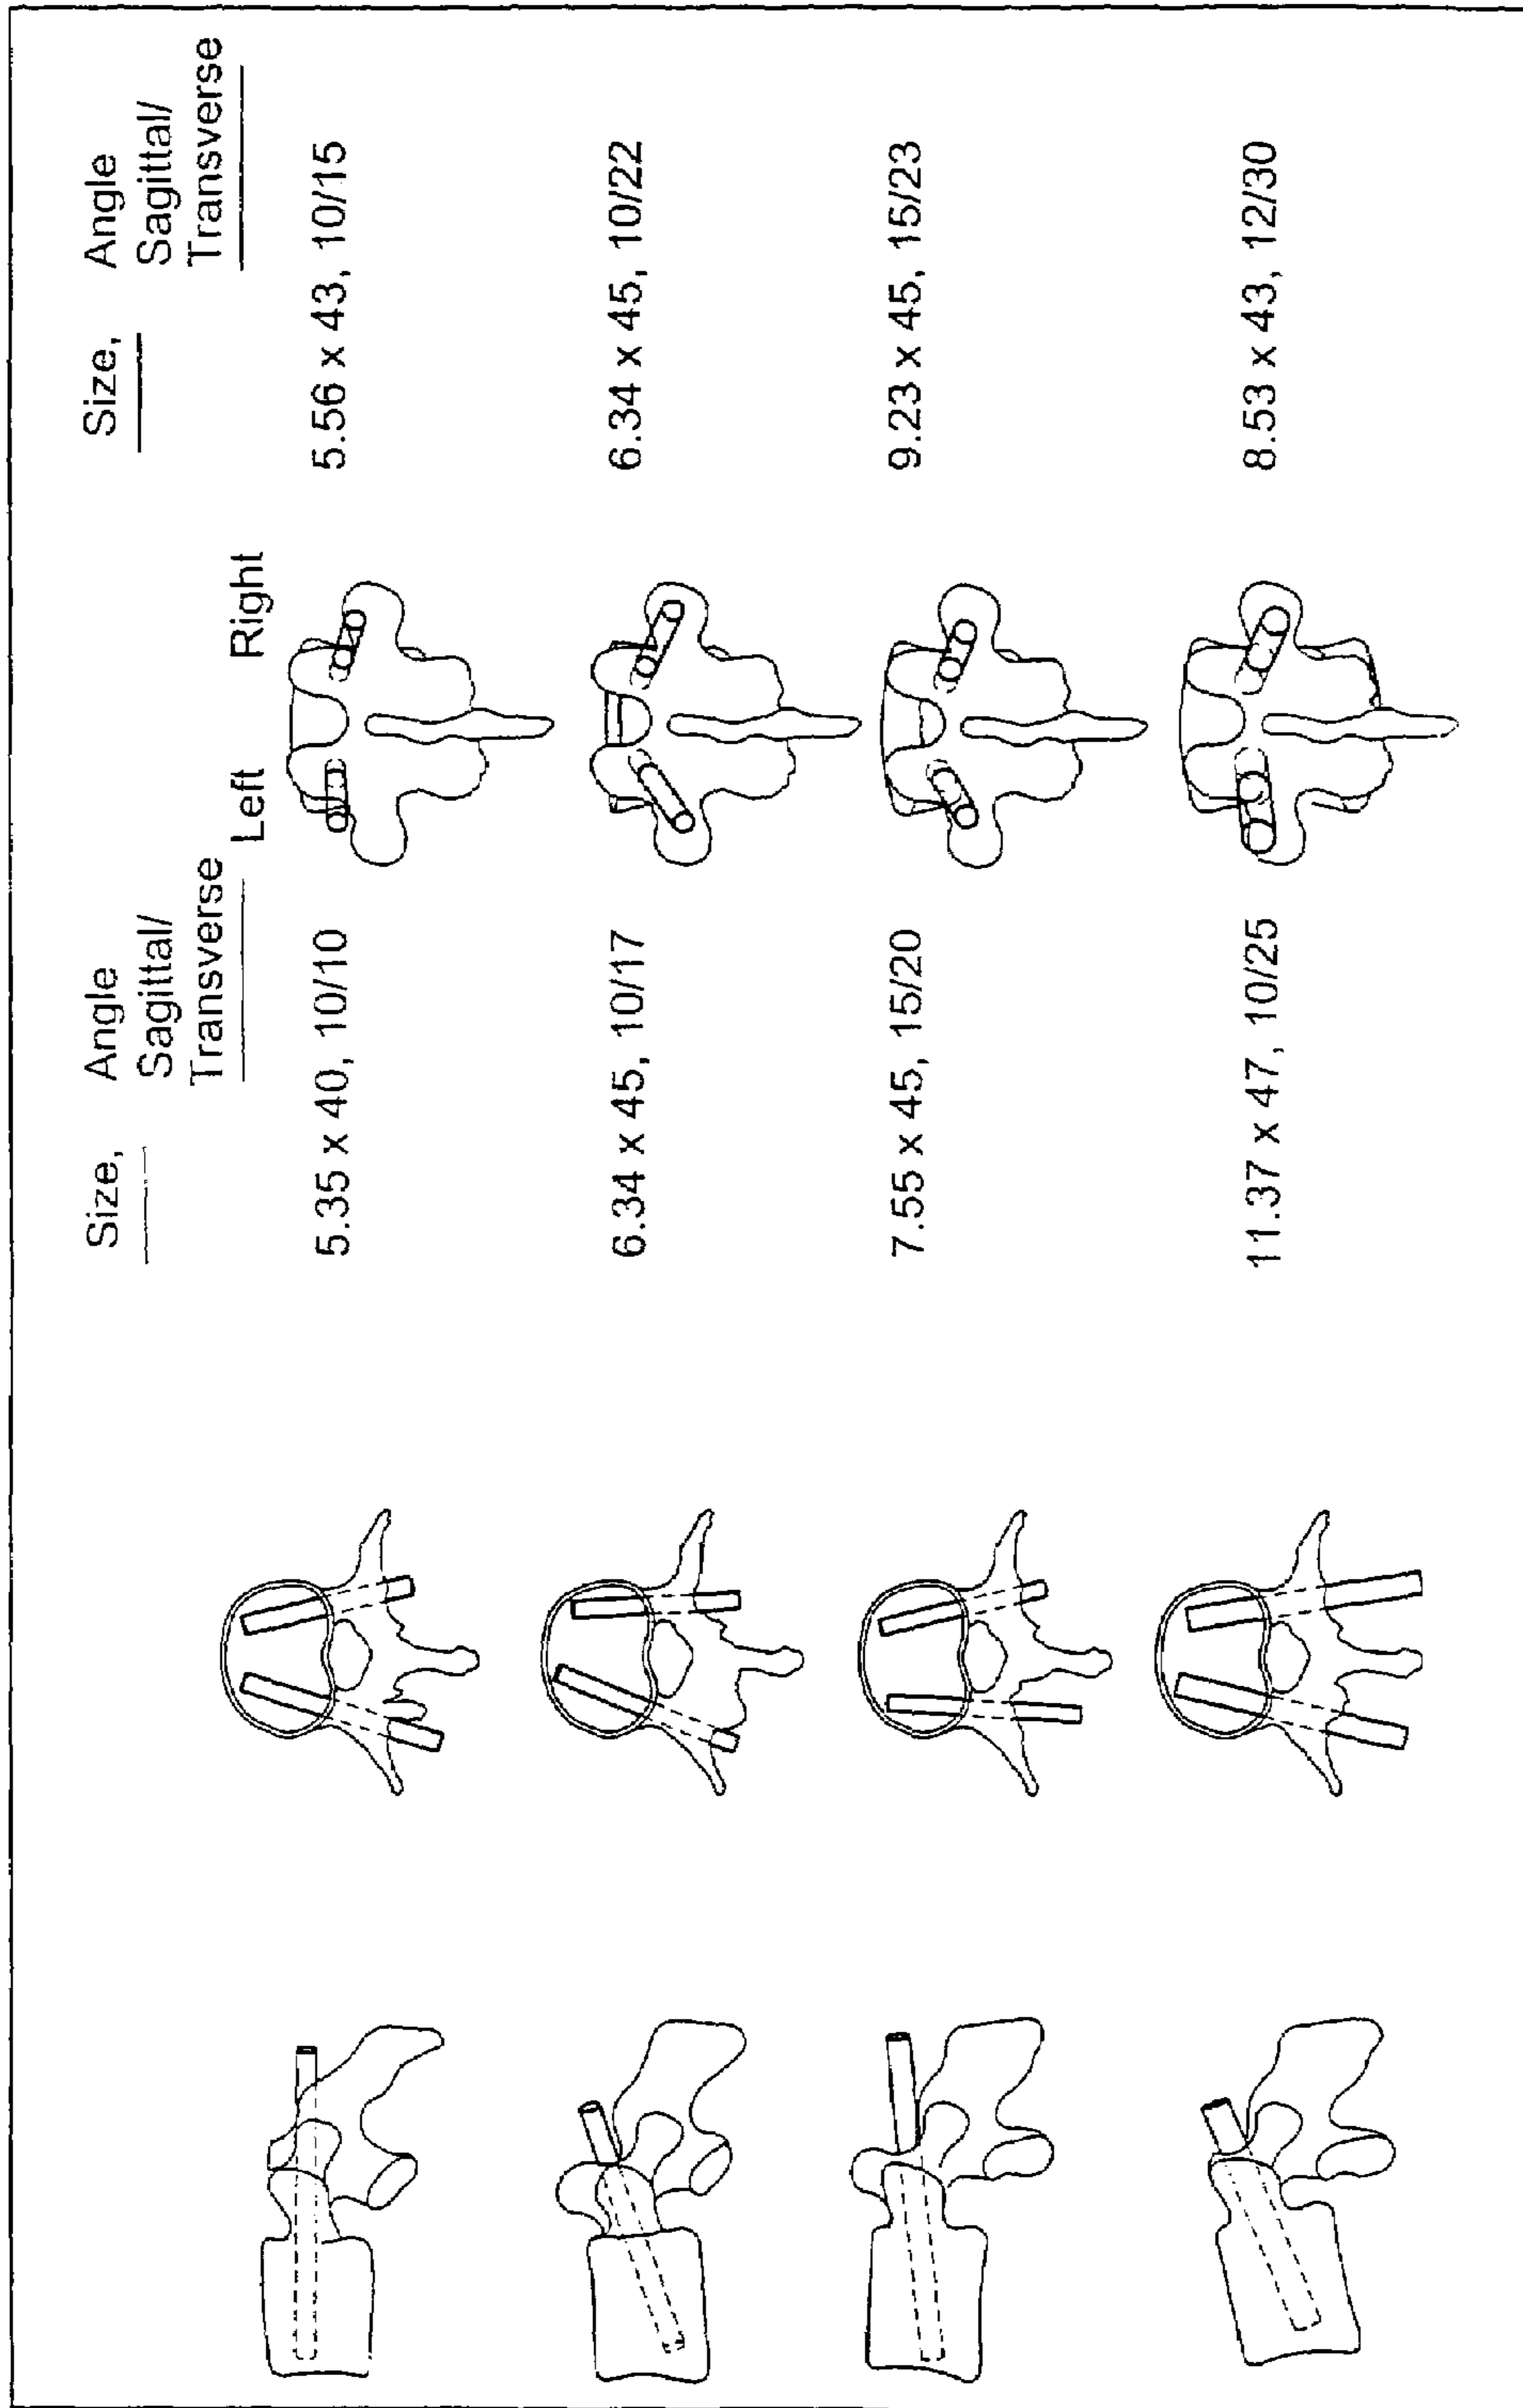 Size, Angle
Sagittal/
Transverse
Left Right
Size, Angle
Sagittal/
Transverse
5.35 x 40, 10/10
5.56 x 43, 10/15
6.34 x 45, 10/17
6.34 x 45, 10/22
7.55 x 45, 15/20
9.23 x 45, 15/23
11.37 x 47, 10/25
8.53 x 43, 12/30